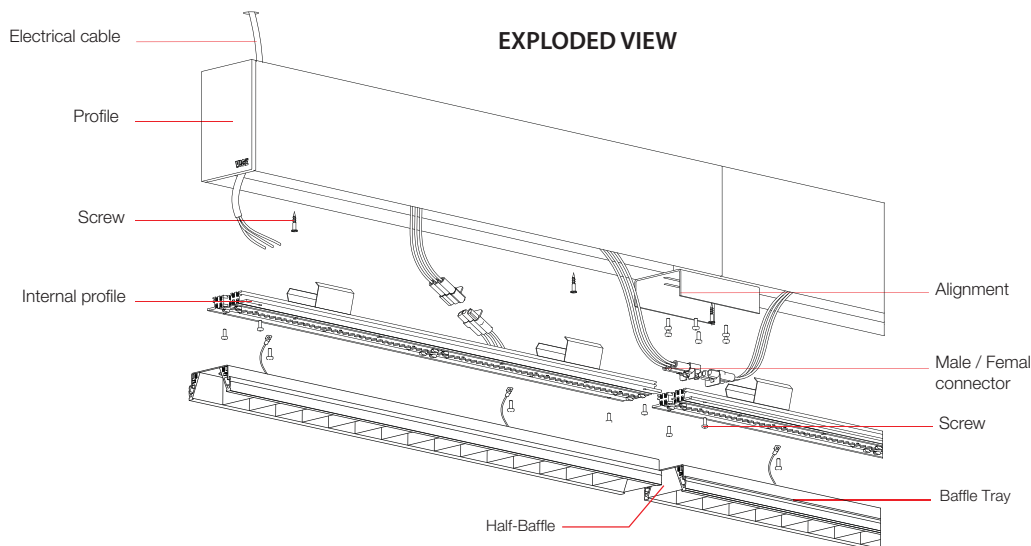 EXPLODED VIEW
Electrical cable
Profile
Screw
Internal profile
Alignment
Male / Femal
connector
Screw
Baffle Tray
Half-Baffle